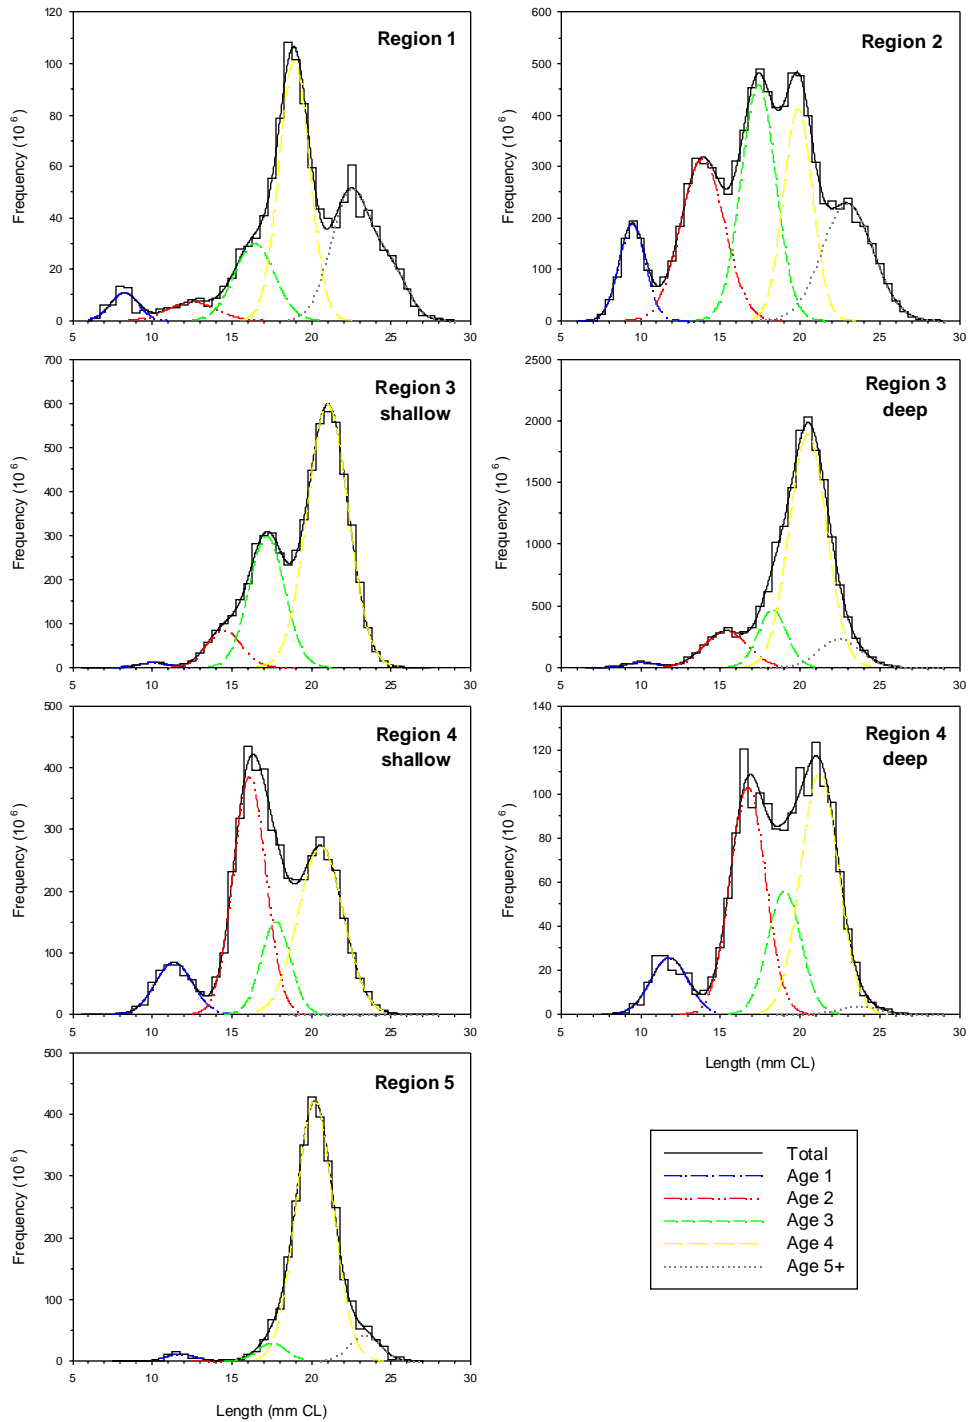 Region 1
Frequency (10 6 )
120
100
80
60
40
20
0
5 10 15 20 25 30
Region 2
Frequency (10 6 )
600
500
400
300
200
100
0
5 10 15 20 25 30
Region 3
shallow
Frequency (10 6 )
700
600
500
400
300
200
100
0
5 10 15 20 25 30
Region 3
deep
Frequency (10 6 )
2500
2000
1500
1000
500
0
5 10 15 20 25 30
Region 4
shallow
Frequency (10 6 )
500
400
300
200
100
0
5 10 15 20 25 30
Region 4
deep
Frequency (10 6 )
140
120
100
80
60
40
20
0
5 10 15 20 25 30
Length (mm CL)
Region 5
Frequency (10 6 )
500
400
300
200
100
0
5 10 15 20 25 30
Length (mm CL)
Total
Age 1
Age 2
Age 3
Age 4
Age 5+